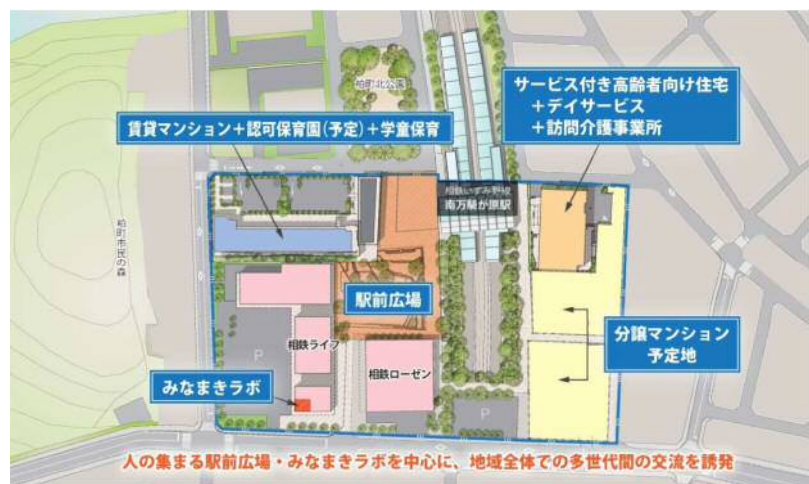 柏町北公園
サービス付き高齢者向け住宅
+デイサービス
+訪問介護事業所
賃貸マンション+認可保育園(予定)+学童保育
相鉄いずみ野線
南万騎が原駅
柏町市民の森
駅前広場
分譲マンション
予定地
相鉄ライフ
P
相鉄ローゼン
みなまきラボ
P
人の集まる駅前広場・みなまきラボを中心に、地域全体での多世代間の交流を誘発